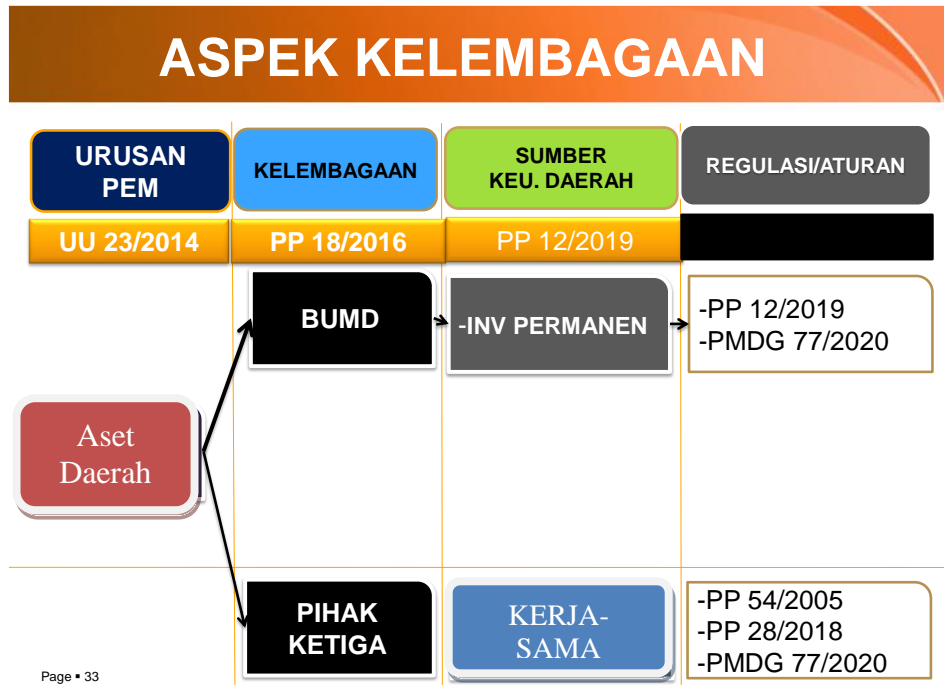 ASPEK KELEMBAGAAN
URUSAN
PEM
KELEMBAGAAN
SUMBER
KEU. DAERAH
REGULASI/ATURAN
UU 23/2014
PP 18/2016
PP 12/2019
BUMD
-INV PERMANEN
-PP 12/2019
-PMDG 77/2020
Aset
Daerah
PIHAK
KETIGA
KERJA-
SAMA
-PP 54/2005
-PP 28/2018
-PMDG 77/2020
Page ▪ 33